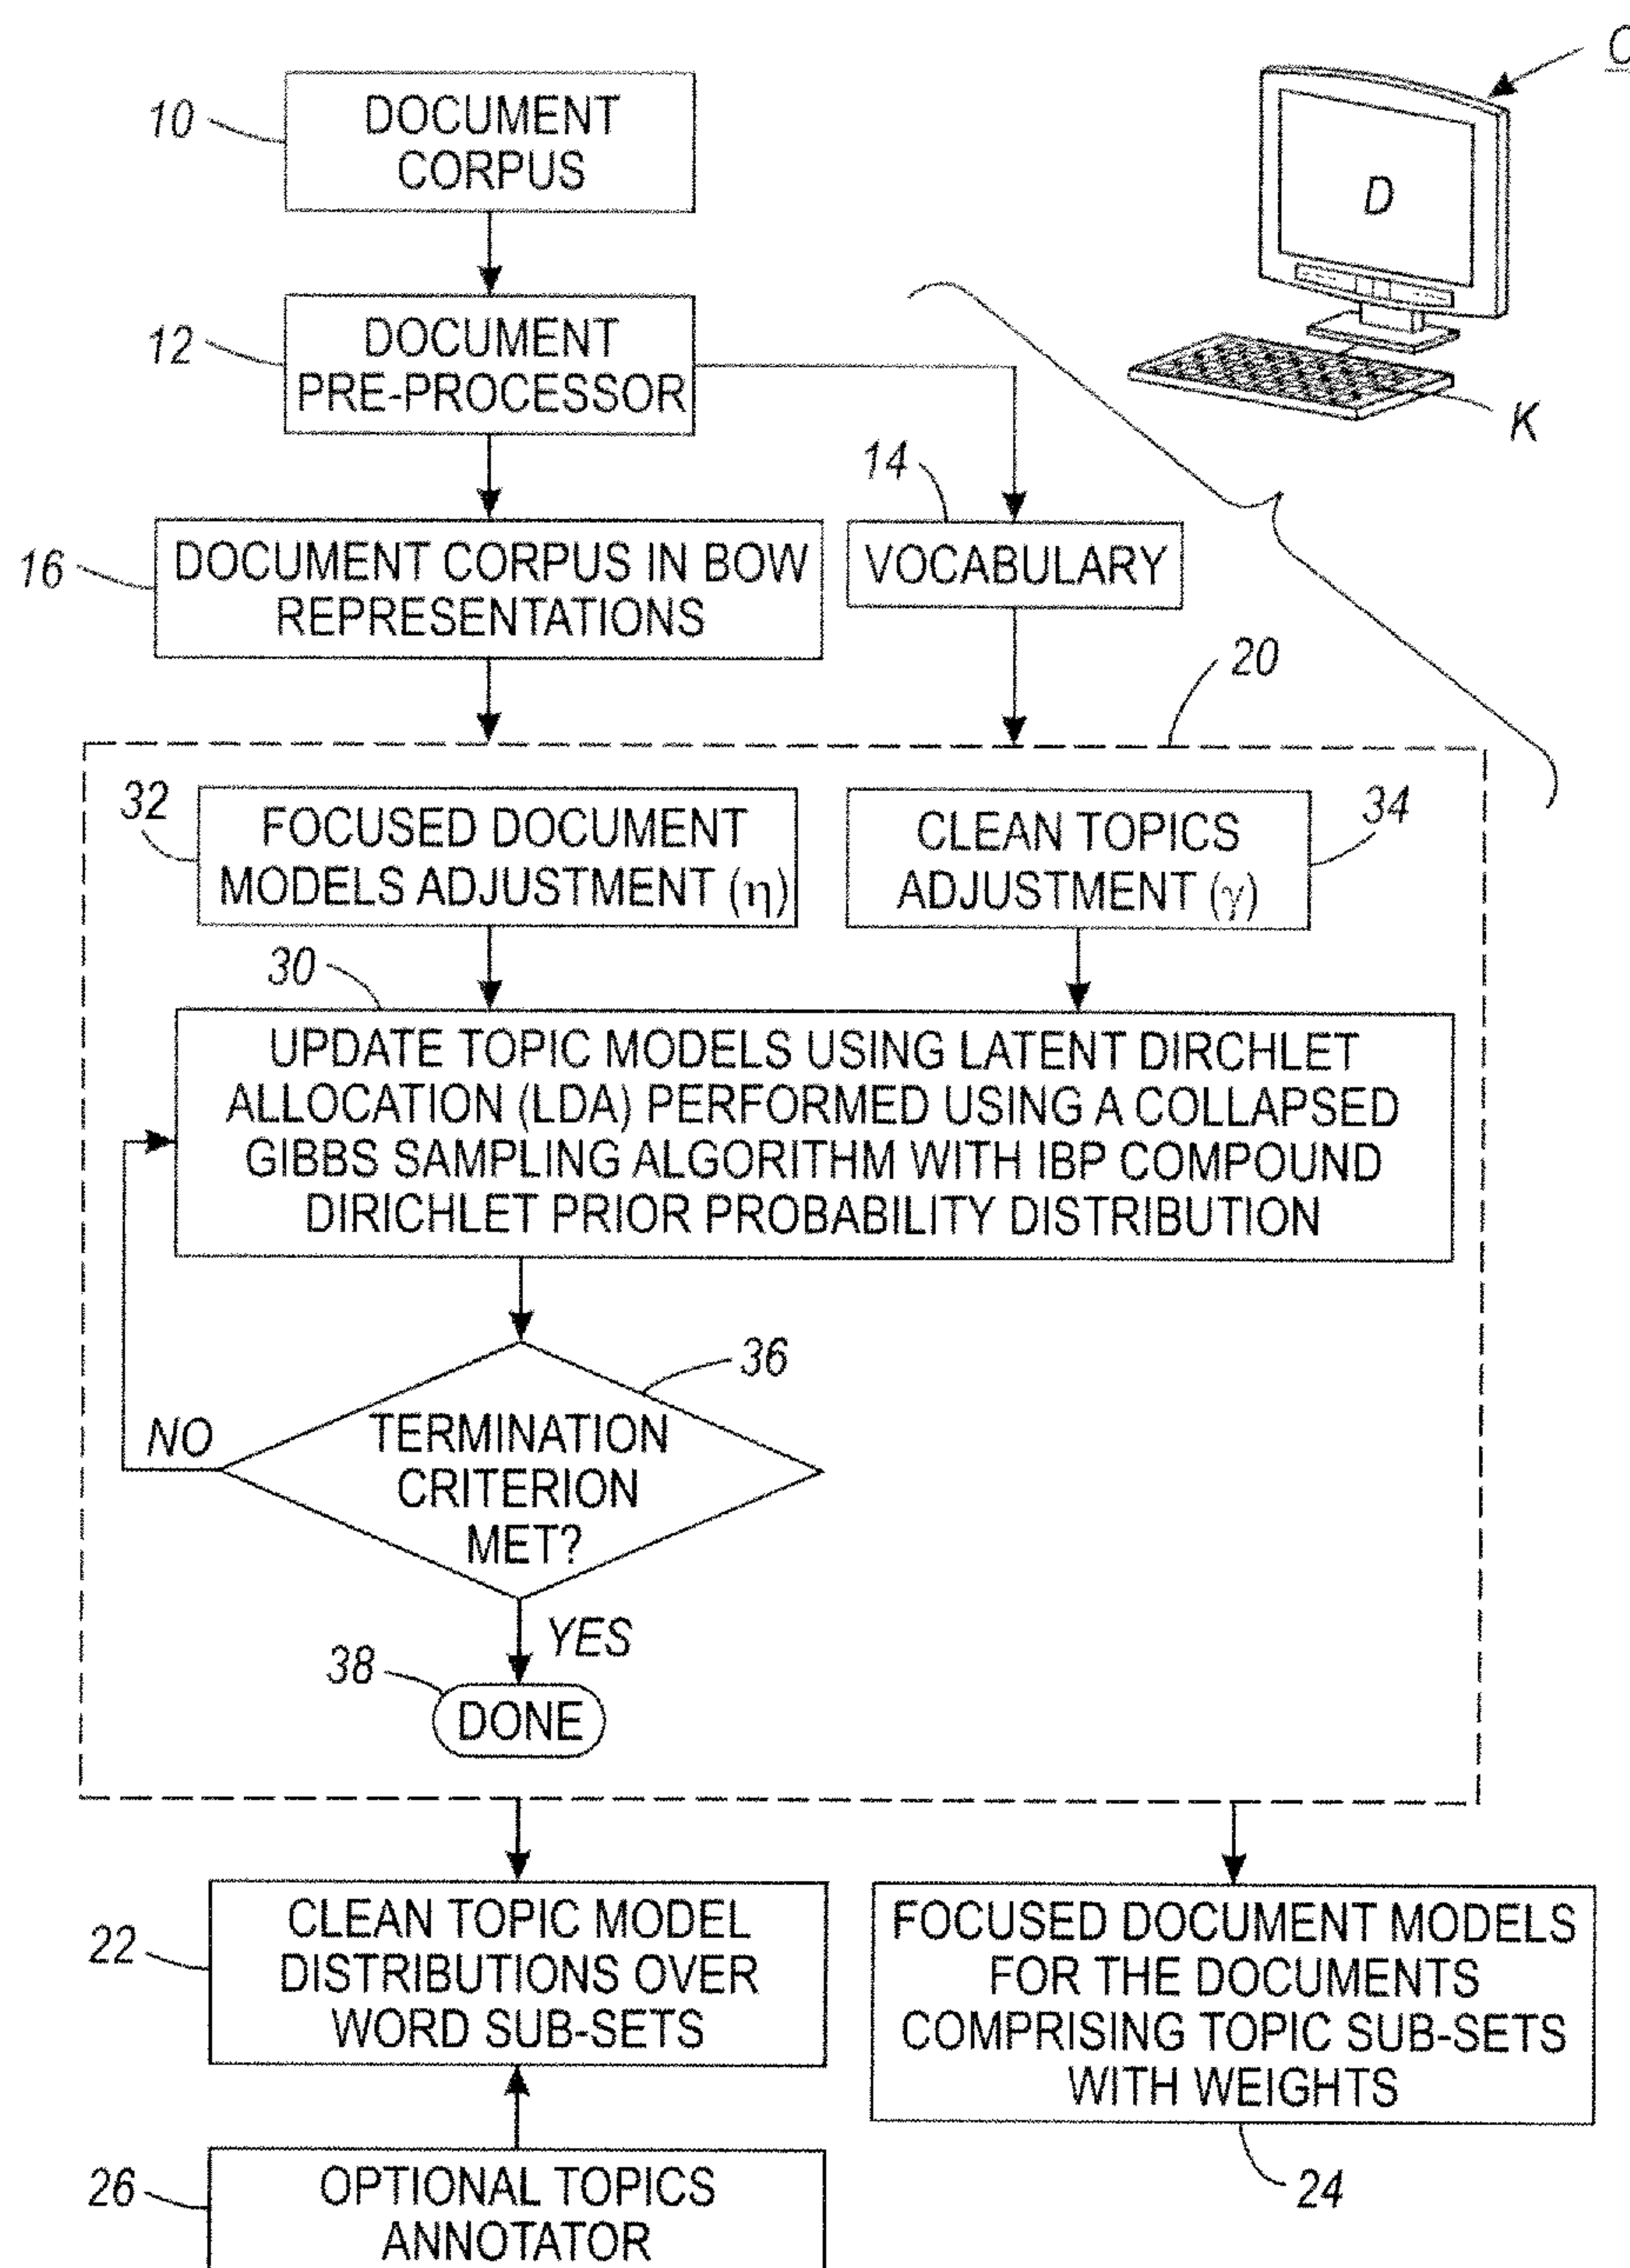 C
10
DOCUMENT
CORPUS
D
12
DOCUMENT
PRE-PROCESSOR
K
14
16
DOCUMENT CORPUS IN BOW
REPRESENTATIONS
VOCABULARY
20
32
FOCUSED DOCUMENT
MODELS ADJUSTMENT (η)
34
CLEAN TOPICS
ADJUSTMENT (γ)
30
UPDATE TOPIC MODELS USING LATENT DIRCHLET
ALLOCATION (LDA) PERFORMED USING A COLLAPSED
GIBBS SAMPLING ALGORITHM WITH IBP COMPOUND
DIRICHLET PRIOR PROBABILITY DISTRIBUTION
36
NO
TERMINATION
CRITERION
MET?
YES
38
DONE
22
CLEAN TOPIC MODEL
DISTRIBUTIONS OVER
WORD SUB-SETS
FOCUSED DOCUMENT MODELS
FOR THE DOCUMENTS
COMPRISING TOPIC SUB-SETS
WITH WEIGHTS
24
26
OPTIONAL TOPICS
ANNOTATOR